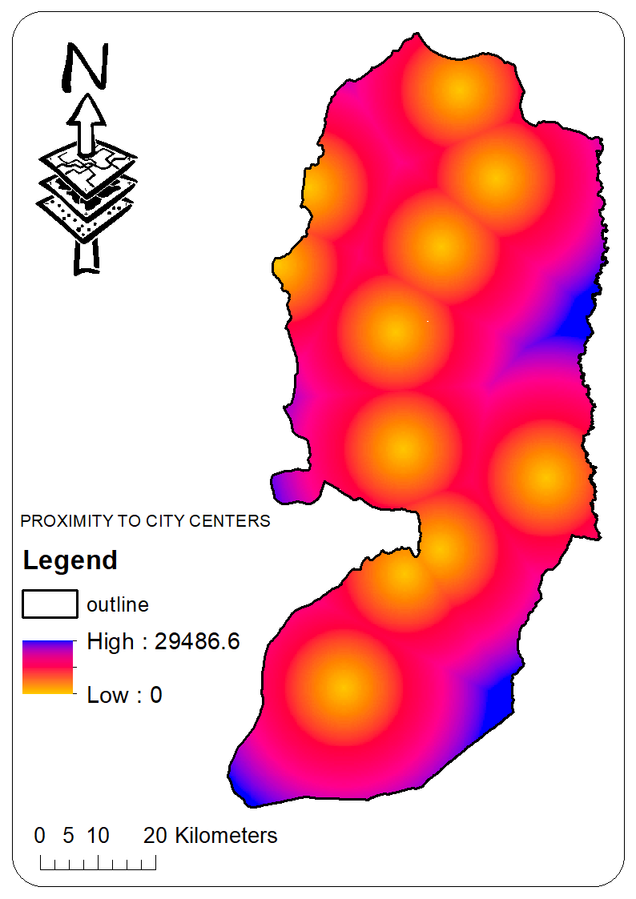 N
PROXIMITY TO CITY CENTERS
Legend
outline
High : 29486.6
Low : 0
0 5 10 20 Kilometers